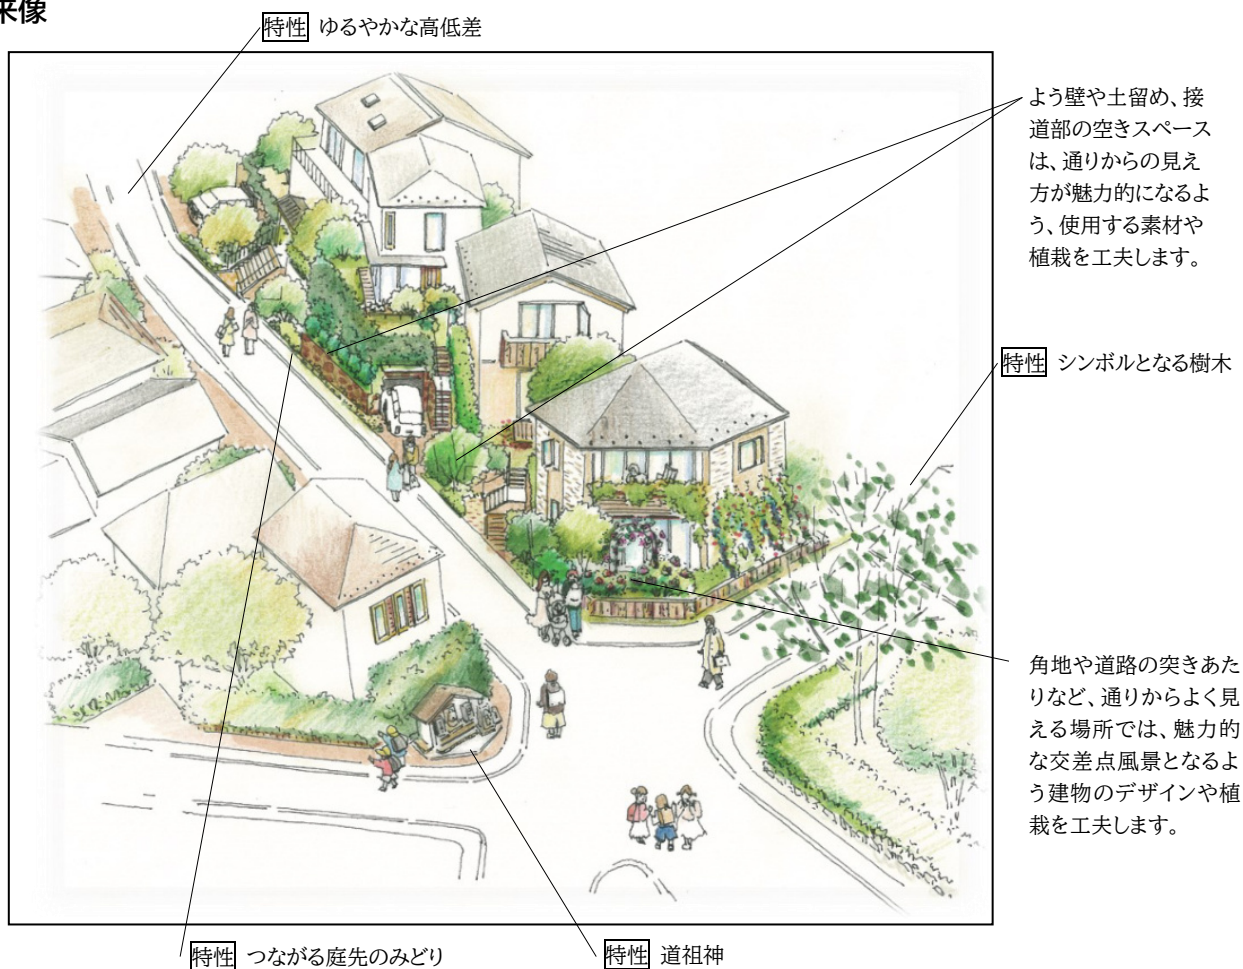 来像
特性 ゆるやかな高低差
よう壁や土留め、接
道部の空きスペース
は、通りからの見え
方が魅力的になるよ
う、使用する素材や
植栽を工夫します。
特性 シンボルとなる樹木
角地や道路の突きあた
りなど、通りからよく見
える場所では、魅力的
な交差点風景となるよ
う建物のデザインや植
栽を工夫します。
特性 つながる庭先のみどり
特性 道祖神